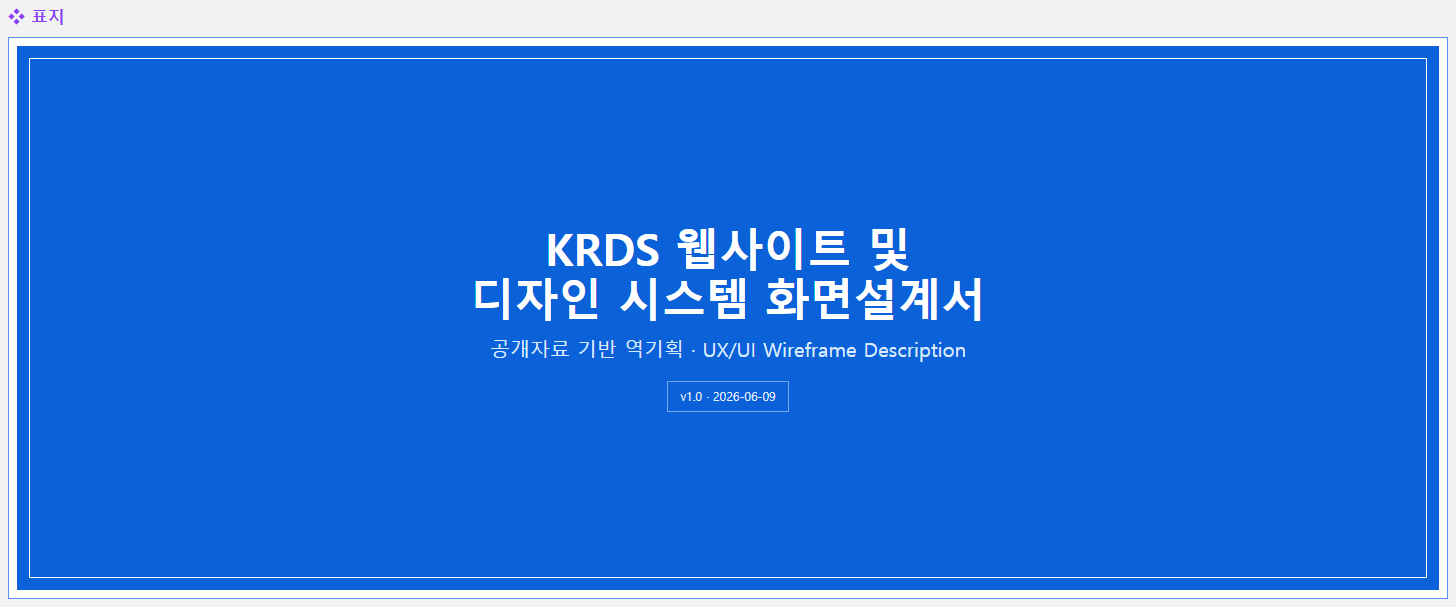 표지
KRDS 웹사이트 및
디자인 시스템 화면설계서
공개자료 기반 역기획 · UX/UI Wireframe Description
v1.0 · 2026-06-09